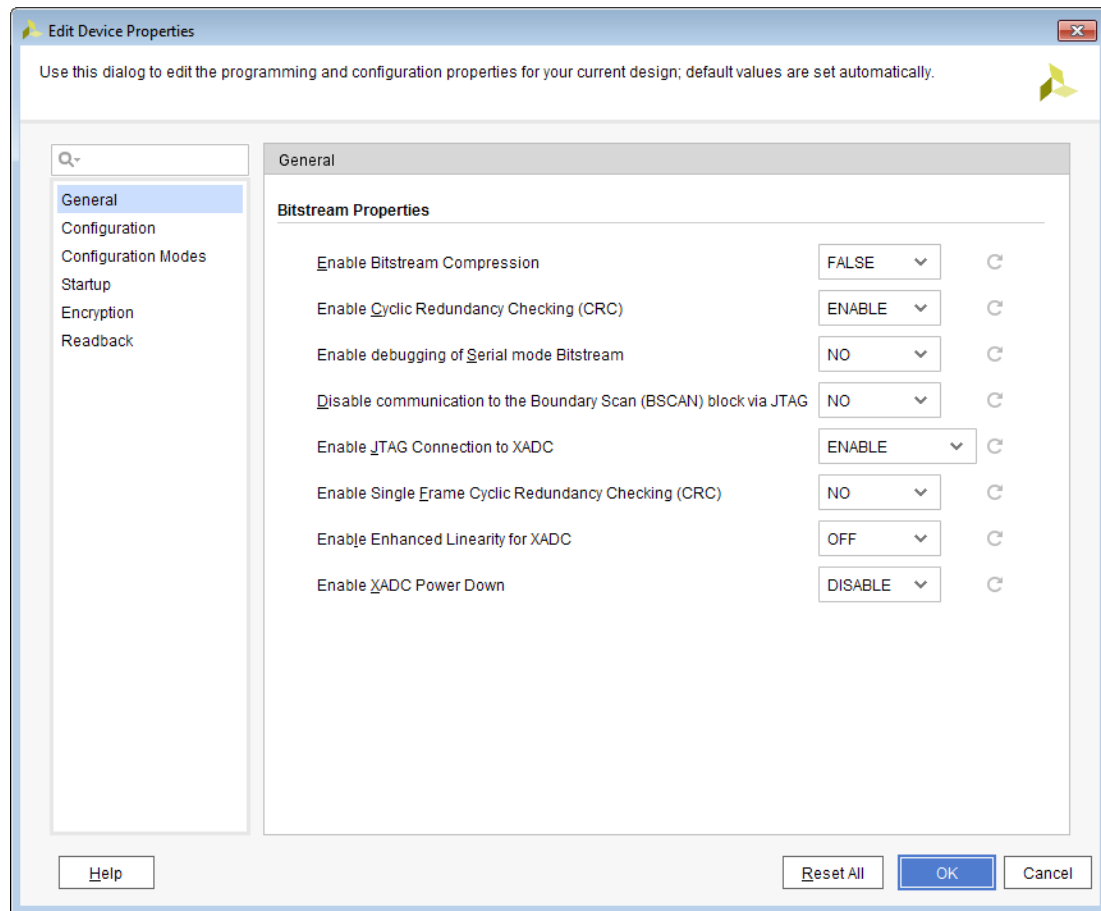 Edit Device Properties
Use this dialog to edit the programming and configuration properties for your current design; default values are set automatically.
General
Configuration
Configuration Modes
Startup
Encryption
Readback
General
Bitstream Properties
Enable Bitstream Compression FALSE
Enable Cyclic Redundancy Checking (CRC) ENABLE
Enable debugging of Serial mode Bitstream NO
Disable communication to the Boundary Scan (BSCAN) block via JTAG NO
Enable JTAG Connection to XADC ENABLE
Enable Single Frame Cyclic Redundancy Checking (CRC) NO
Enable Enhanced Linearity for XADC OFF
Enable XADC Power Down DISABLE
Help Reset All OK Cancel